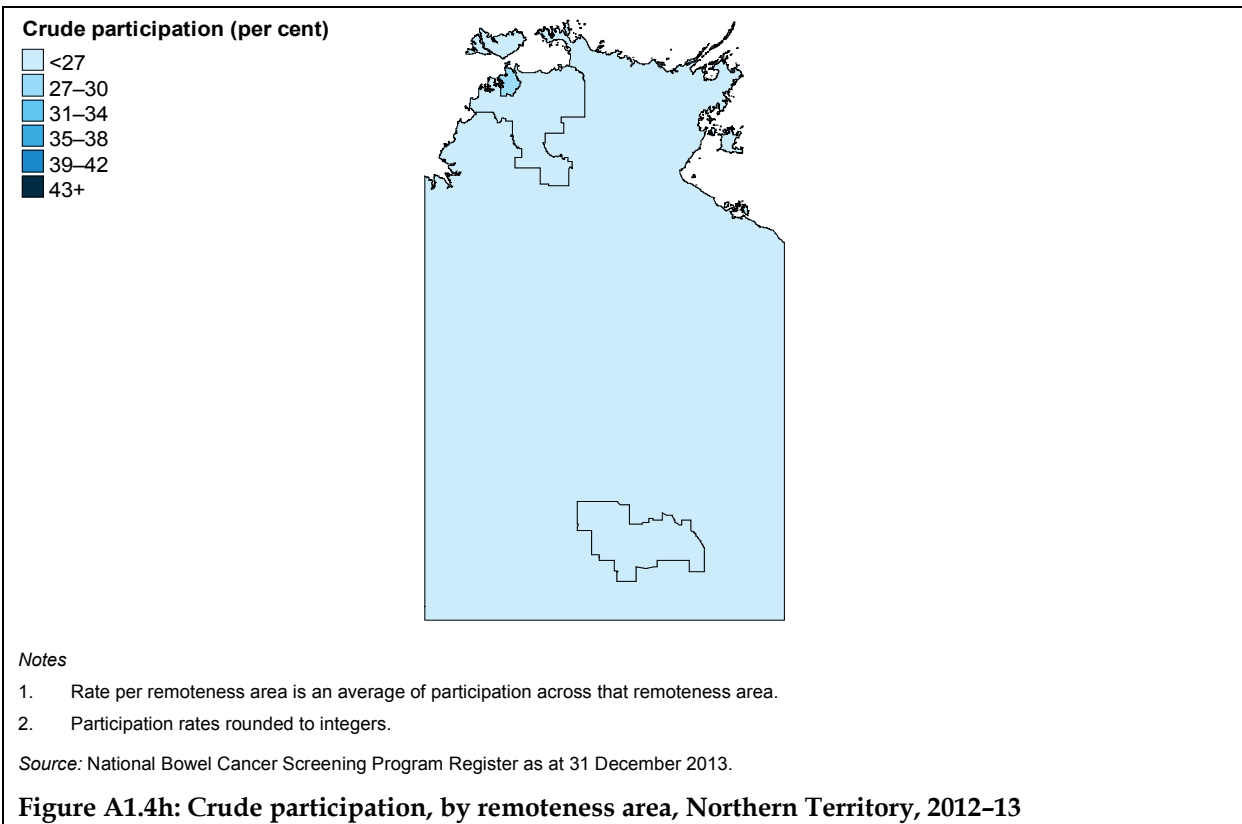 Crude participation (per cent)
<27
27–30
31–34
35–38
39–42
43+
Notes
1. Rate per remoteness area is an average of participation across that remoteness area.
2. Participation rates rounded to integers.
Source: National Bowel Cancer Screening Program Register as at 31 December 2013.
Figure A1.4h: Crude participation, by remoteness area, Northern Territory, 2012–13